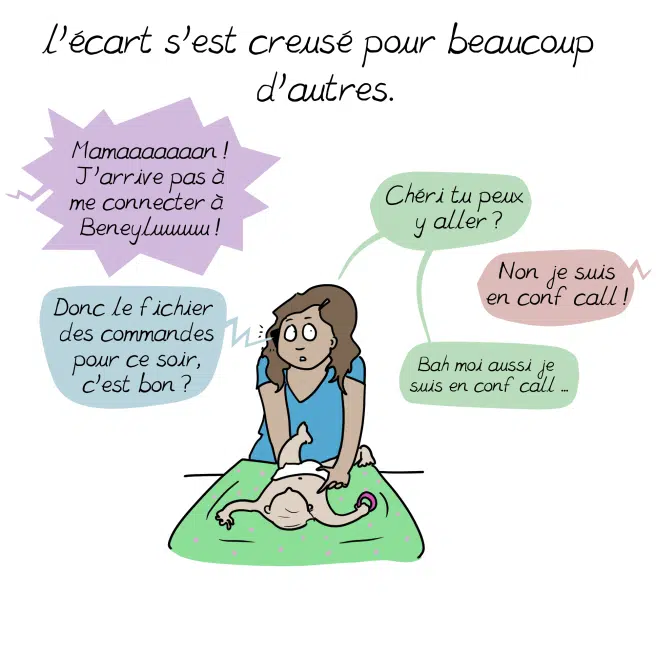 l'écart s'est creusé pour beaucoup
d'autres.
Mamaaaaaaaan !
J'arrive pas à
me connecter à
Beneyluuuuu !
Chéri tu peux
y aller ?
Non je suis
en conf call !
Donc le fichier
des commandes
pour ce soir,
c'est bon ?
Bah moi aussi je
suis en conf call ...